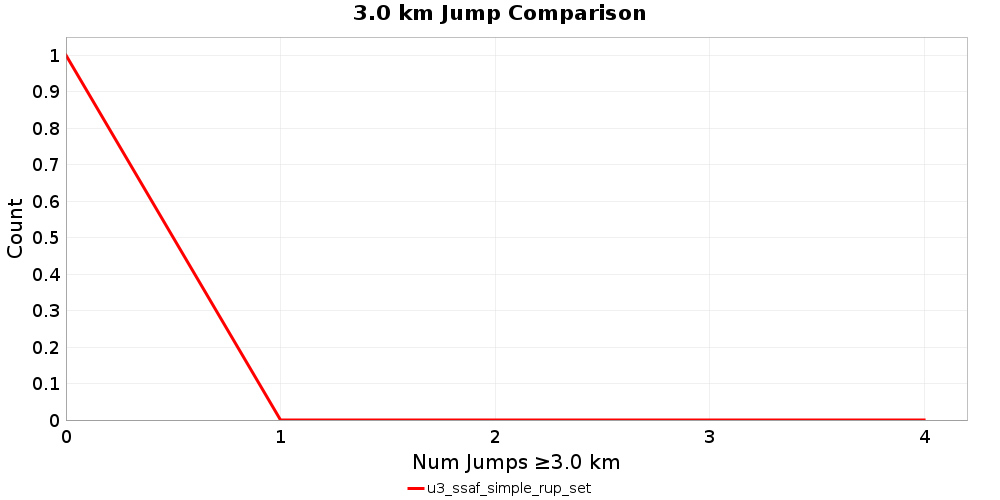 3.0 km Jump Comparison
Count
1
0.9
0.8
0.7
0.6
0.5
0.4
0.3
0.2
0.1
0
0 1 2 3 4
Num Jumps ≥3.0 km
u3_ssaf_simple_rup_set